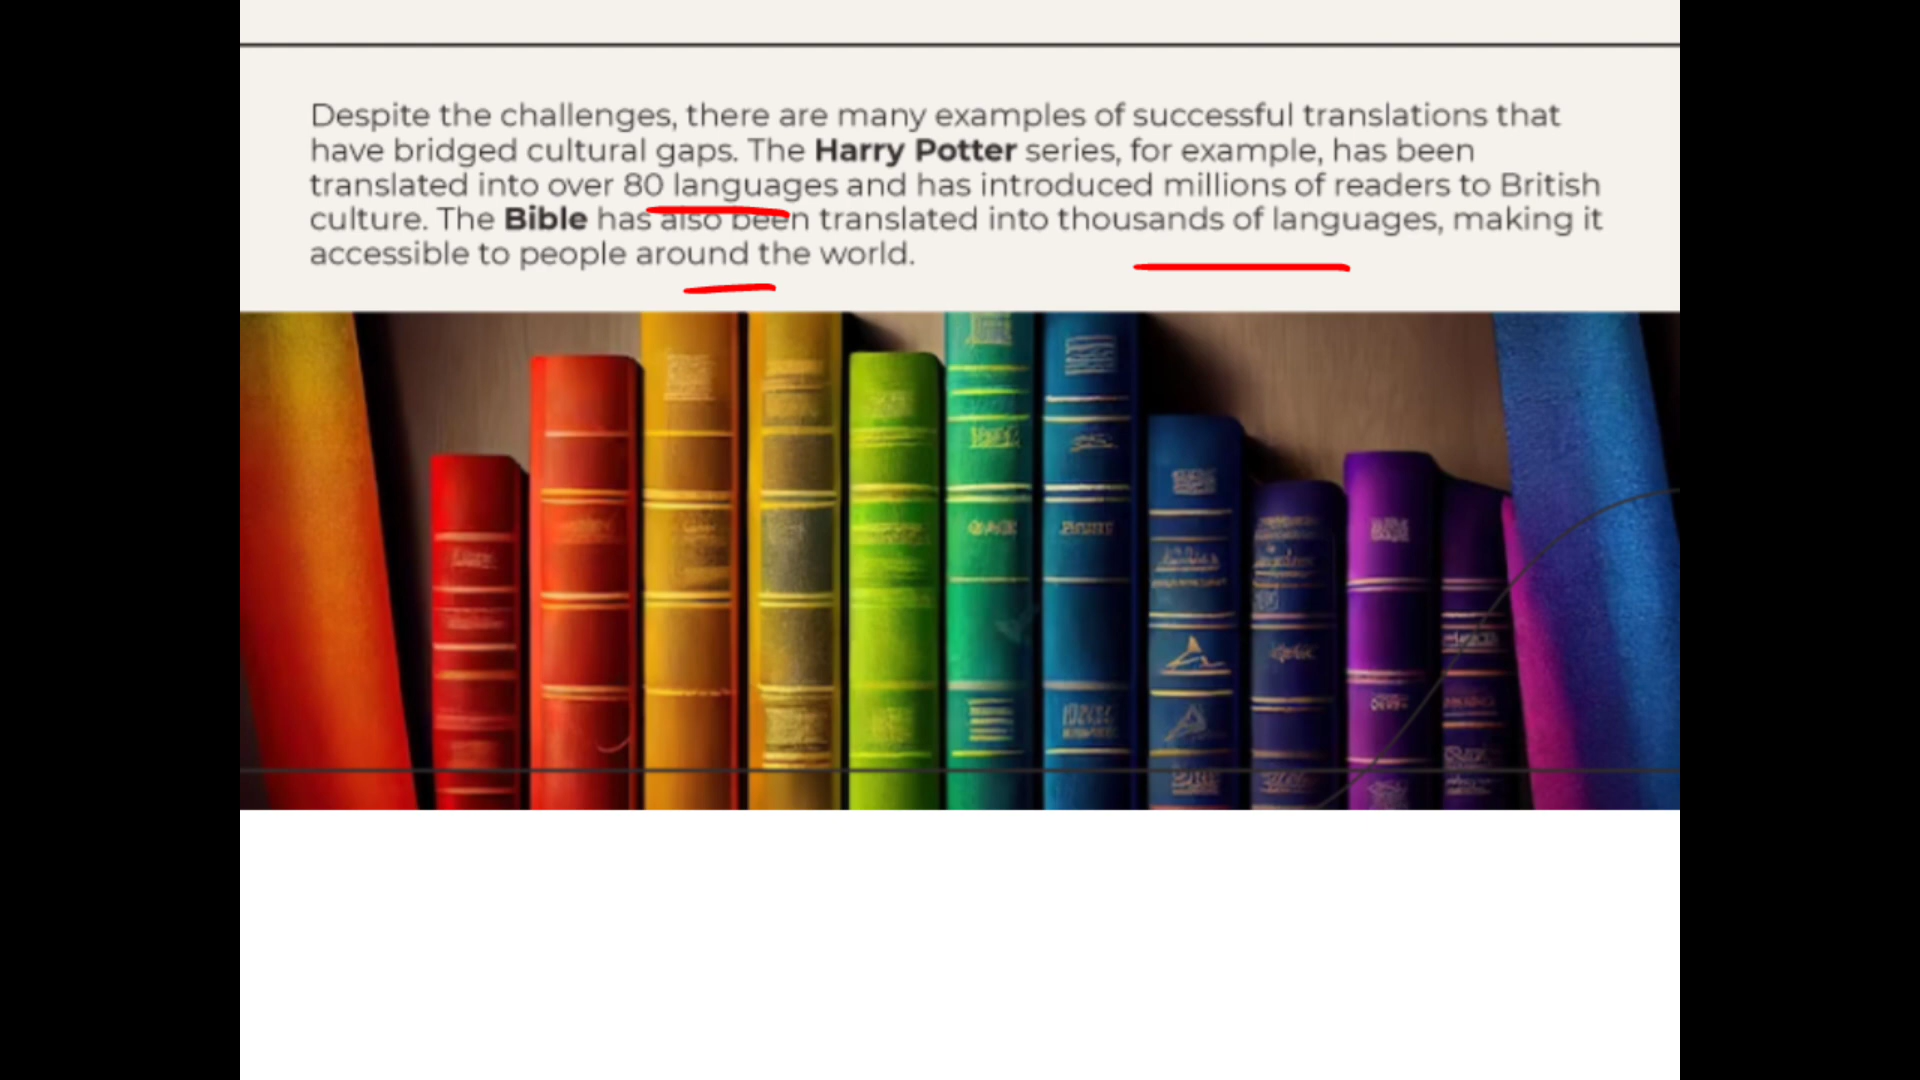 Despite the challenges, there are many examples of successful translations that
have bridged cultural gaps. The Harry Potter series, for example, has been
translated into over 80 languages and has introduced millions of readers to British
culture. The Bible has also been translated into thousands of languages, making it
accessible to people around the world.